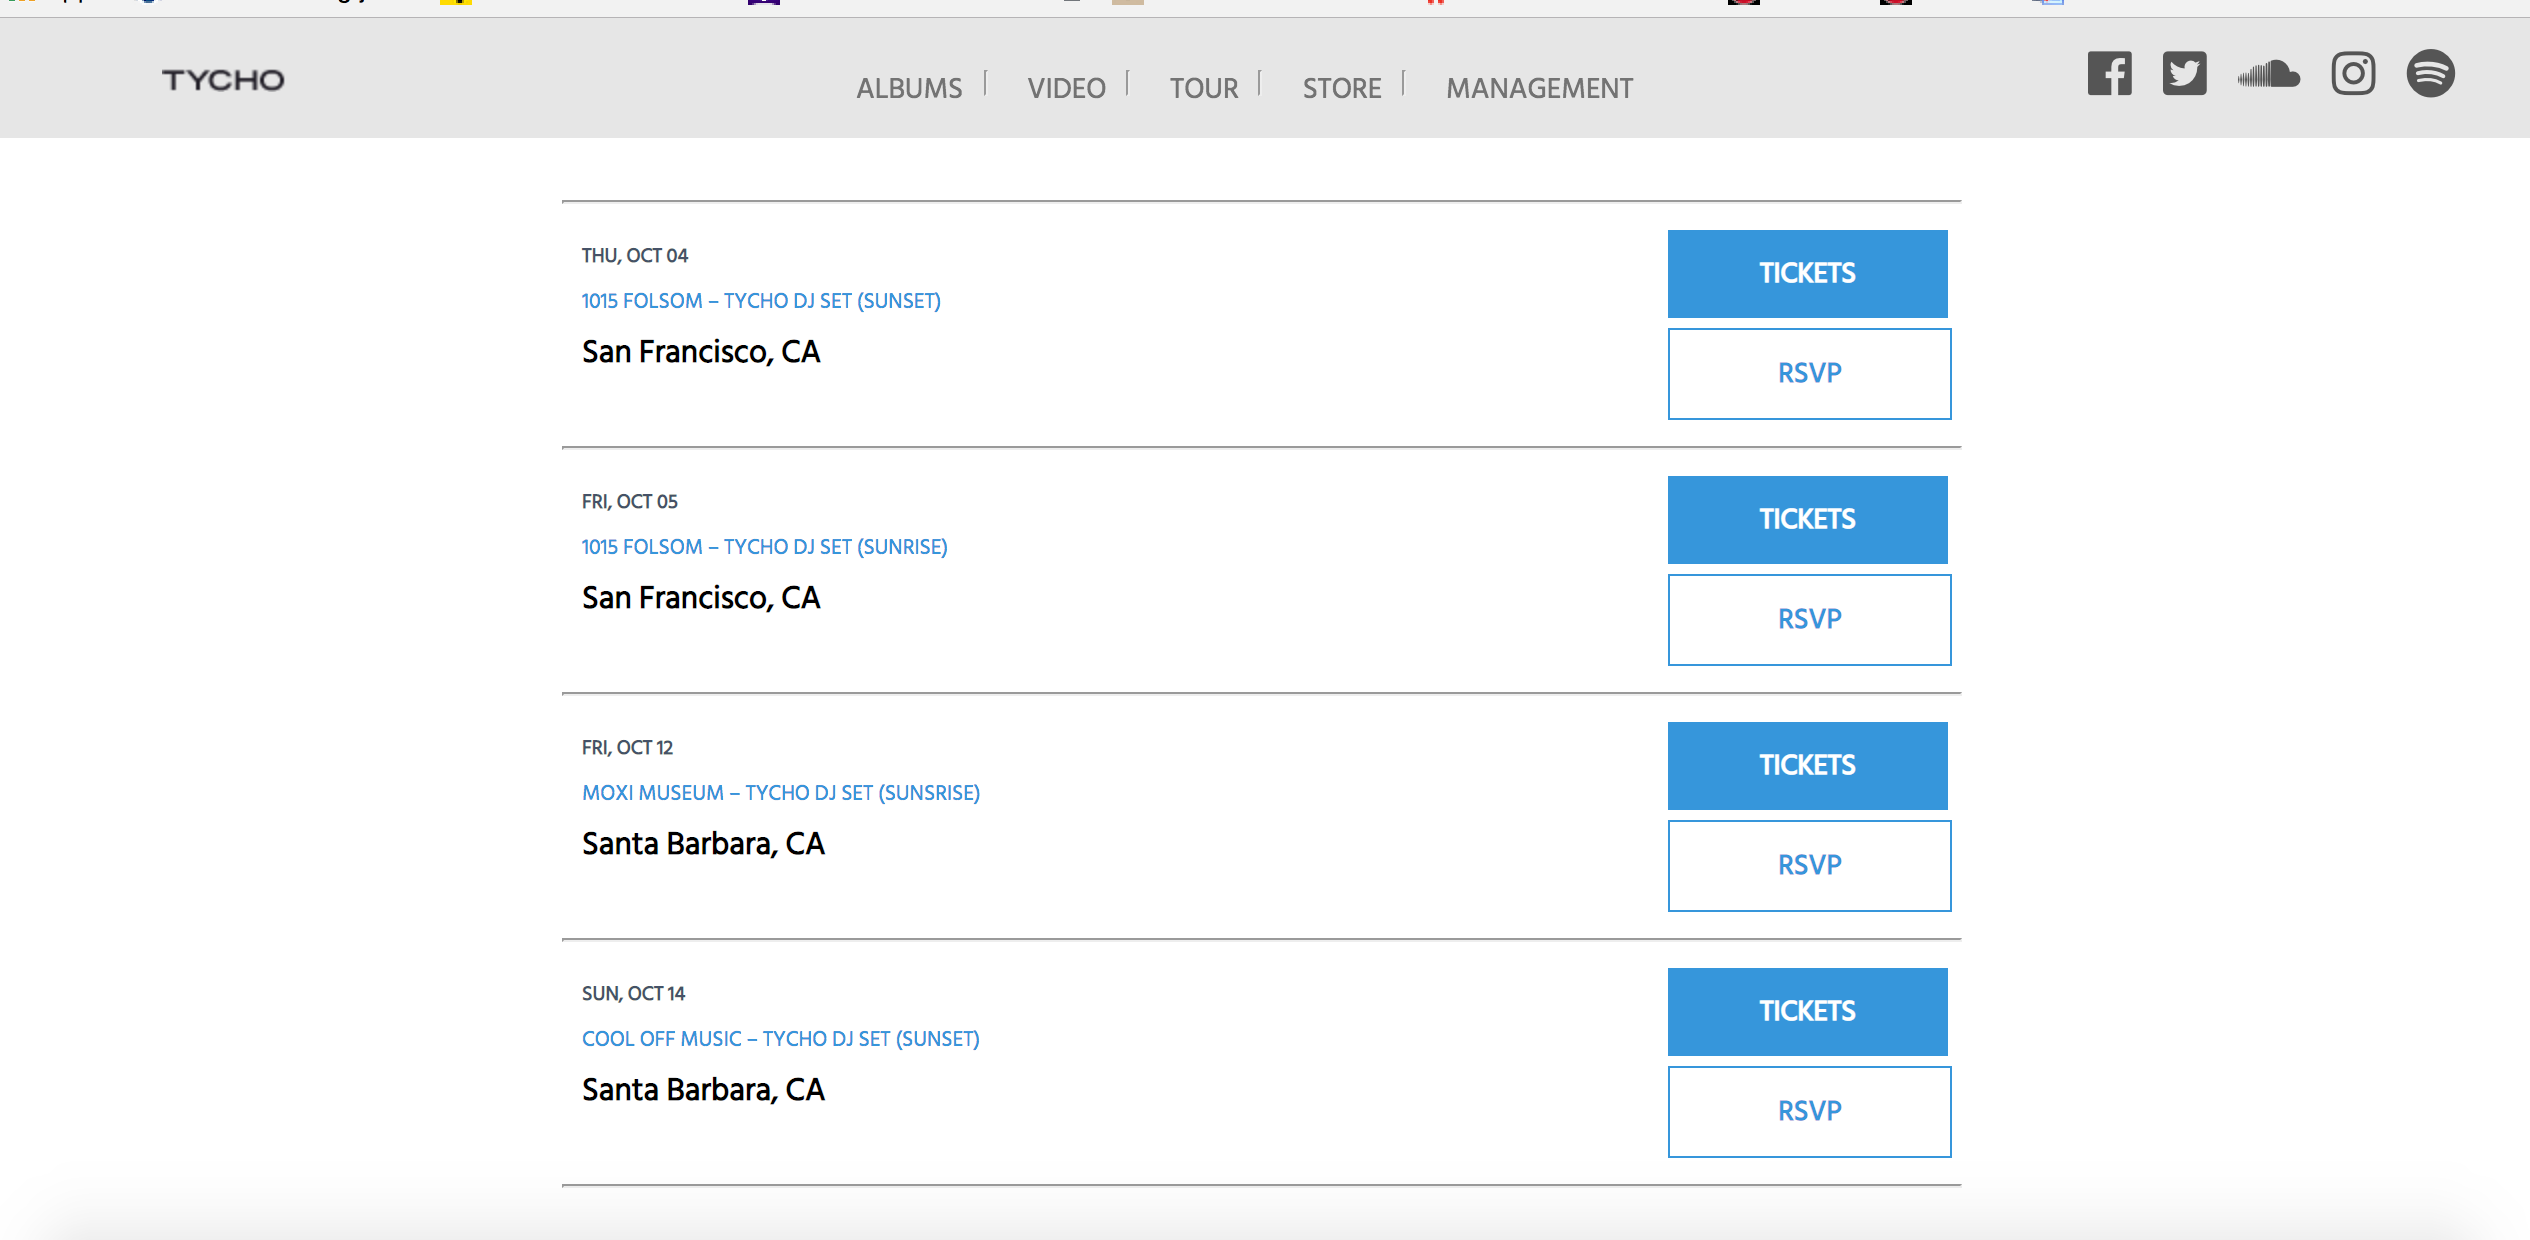 TYCHO
ALBUMS
VIDEO
TOUR
STORE
MANAGEMENT
THU, OCT 04
1015 FOLSOM – TYCHO DJ SET (SUNSET)
San Francisco, CA
TICKETS
RSVP
FRI, OCT 05
1015 FOLSOM – TYCHO DJ SET (SUNRISE)
San Francisco, CA
TICKETS
RSVP
FRI, OCT 12
MOXI MUSEUM – TYCHO DJ SET (SUNSRISE)
Santa Barbara, CA
TICKETS
RSVP
SUN, OCT 14
COOL OFF MUSIC – TYCHO DJ SET (SUNSET)
Santa Barbara, CA
TICKETS
RSVP